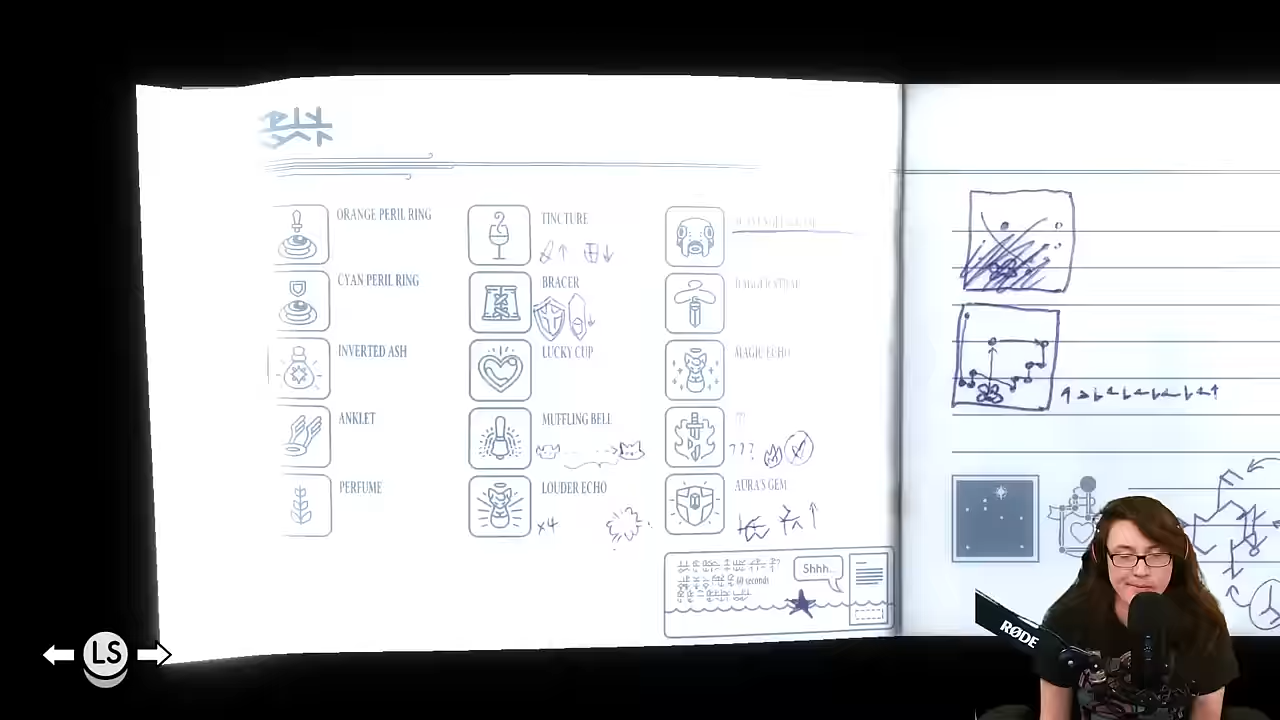 ORANGE PERIL RING
CYAN PERIL RING
INVERTED ASH
ANKLET
PERFUME
TINCTURE
BRACER
LUCKY CUP
MUFFLING BELL
LOUDER ECHO
x4
MAGIC ECHO
??
???
AURA'S GEM
60 seconds
Shhh...
LS
RØDE